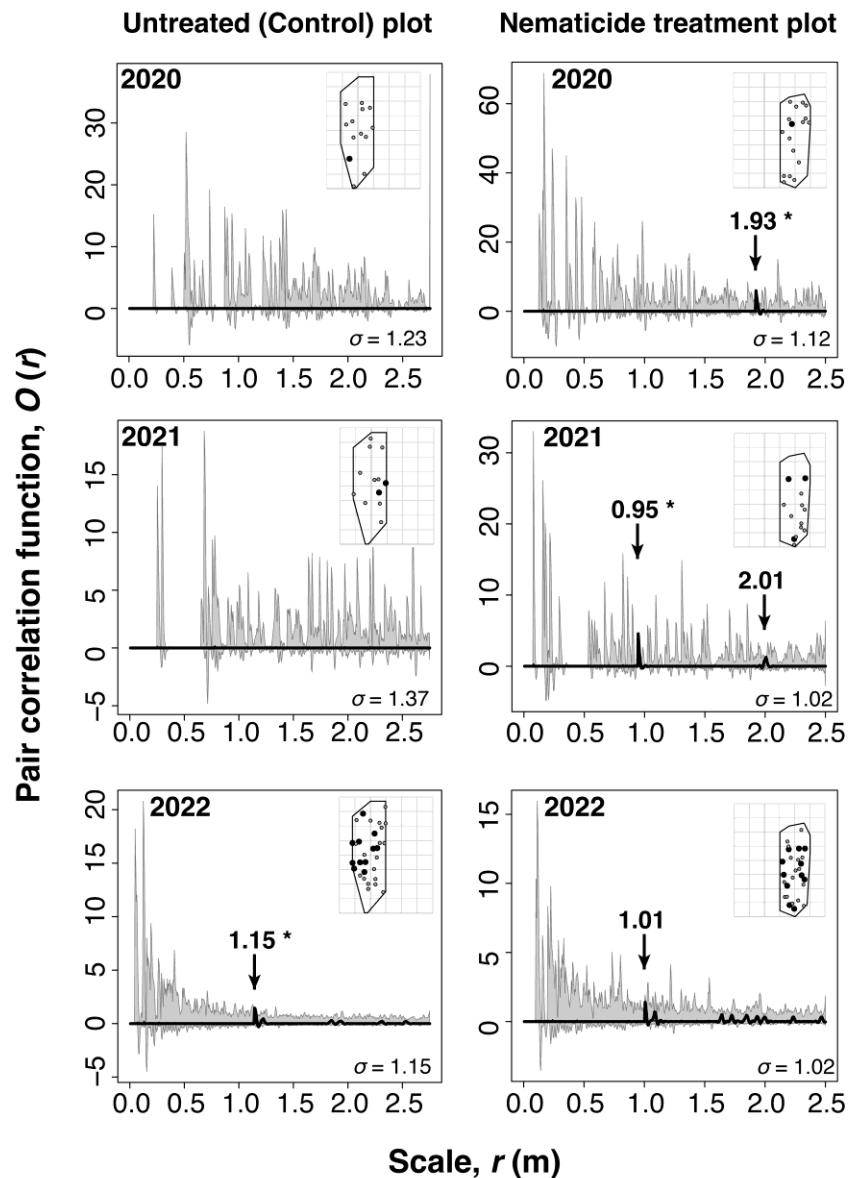 Untreated (Control) plot
Nematicide treatment plot
Pair correlation function, O (r)
2020
30
20
10
0
σ = 1.23
0.0 0.5 1.0 1.5 2.0 2.5
2020
60
40
20
0
1.93 *
σ = 1.12
0.0 0.5 1.0 1.5 2.0 2.5
2021
15
10
5
0
−5
σ = 1.37
0.0 0.5 1.0 1.5 2.0 2.5
2021
30
20
10
0
0.95 *
2.01
σ = 1.02
0.0 0.5 1.0 1.5 2.0 2.5
2022
20
15
10
5
0
−5
1.15 *
σ = 1.15
0.0 0.5 1.0 1.5 2.0 2.5
2022
15
10
5
0
1.01
σ = 1.02
0.0 0.5 1.0 1.5 2.0 2.5
Scale, r (m)